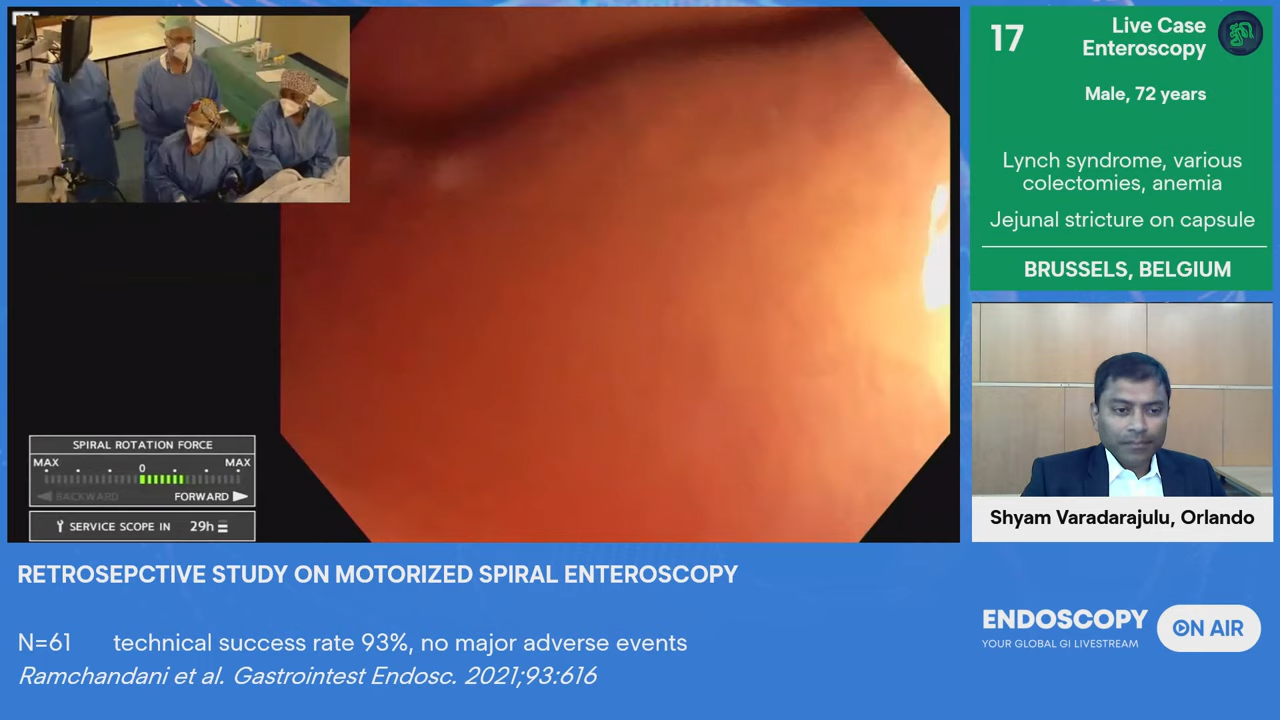 17
Live Case
Enteroscopy
Male, 72 years
Lynch syndrome, various
colectomies, anemia
Jejunal stricture on capsule
BRUSSELS, BELGIUM
SPIRAL ROTATION FORCE
MAX 0 MAX
BACKWARD FORWARD
SERVICE SCOPE IN 29h
Shyam Varadarajulu, Orlando
RETROSEPCTIVE STUDY ON MOTORIZED SPIRAL ENTEROSCOPY
N=61 technical success rate 93%, no major adverse events
Ramchandani et al. Gastrointest Endosc. 2021;93:616
ENDOSCOPY
YOUR GLOBAL GI LIVESTREAM
ON AIR